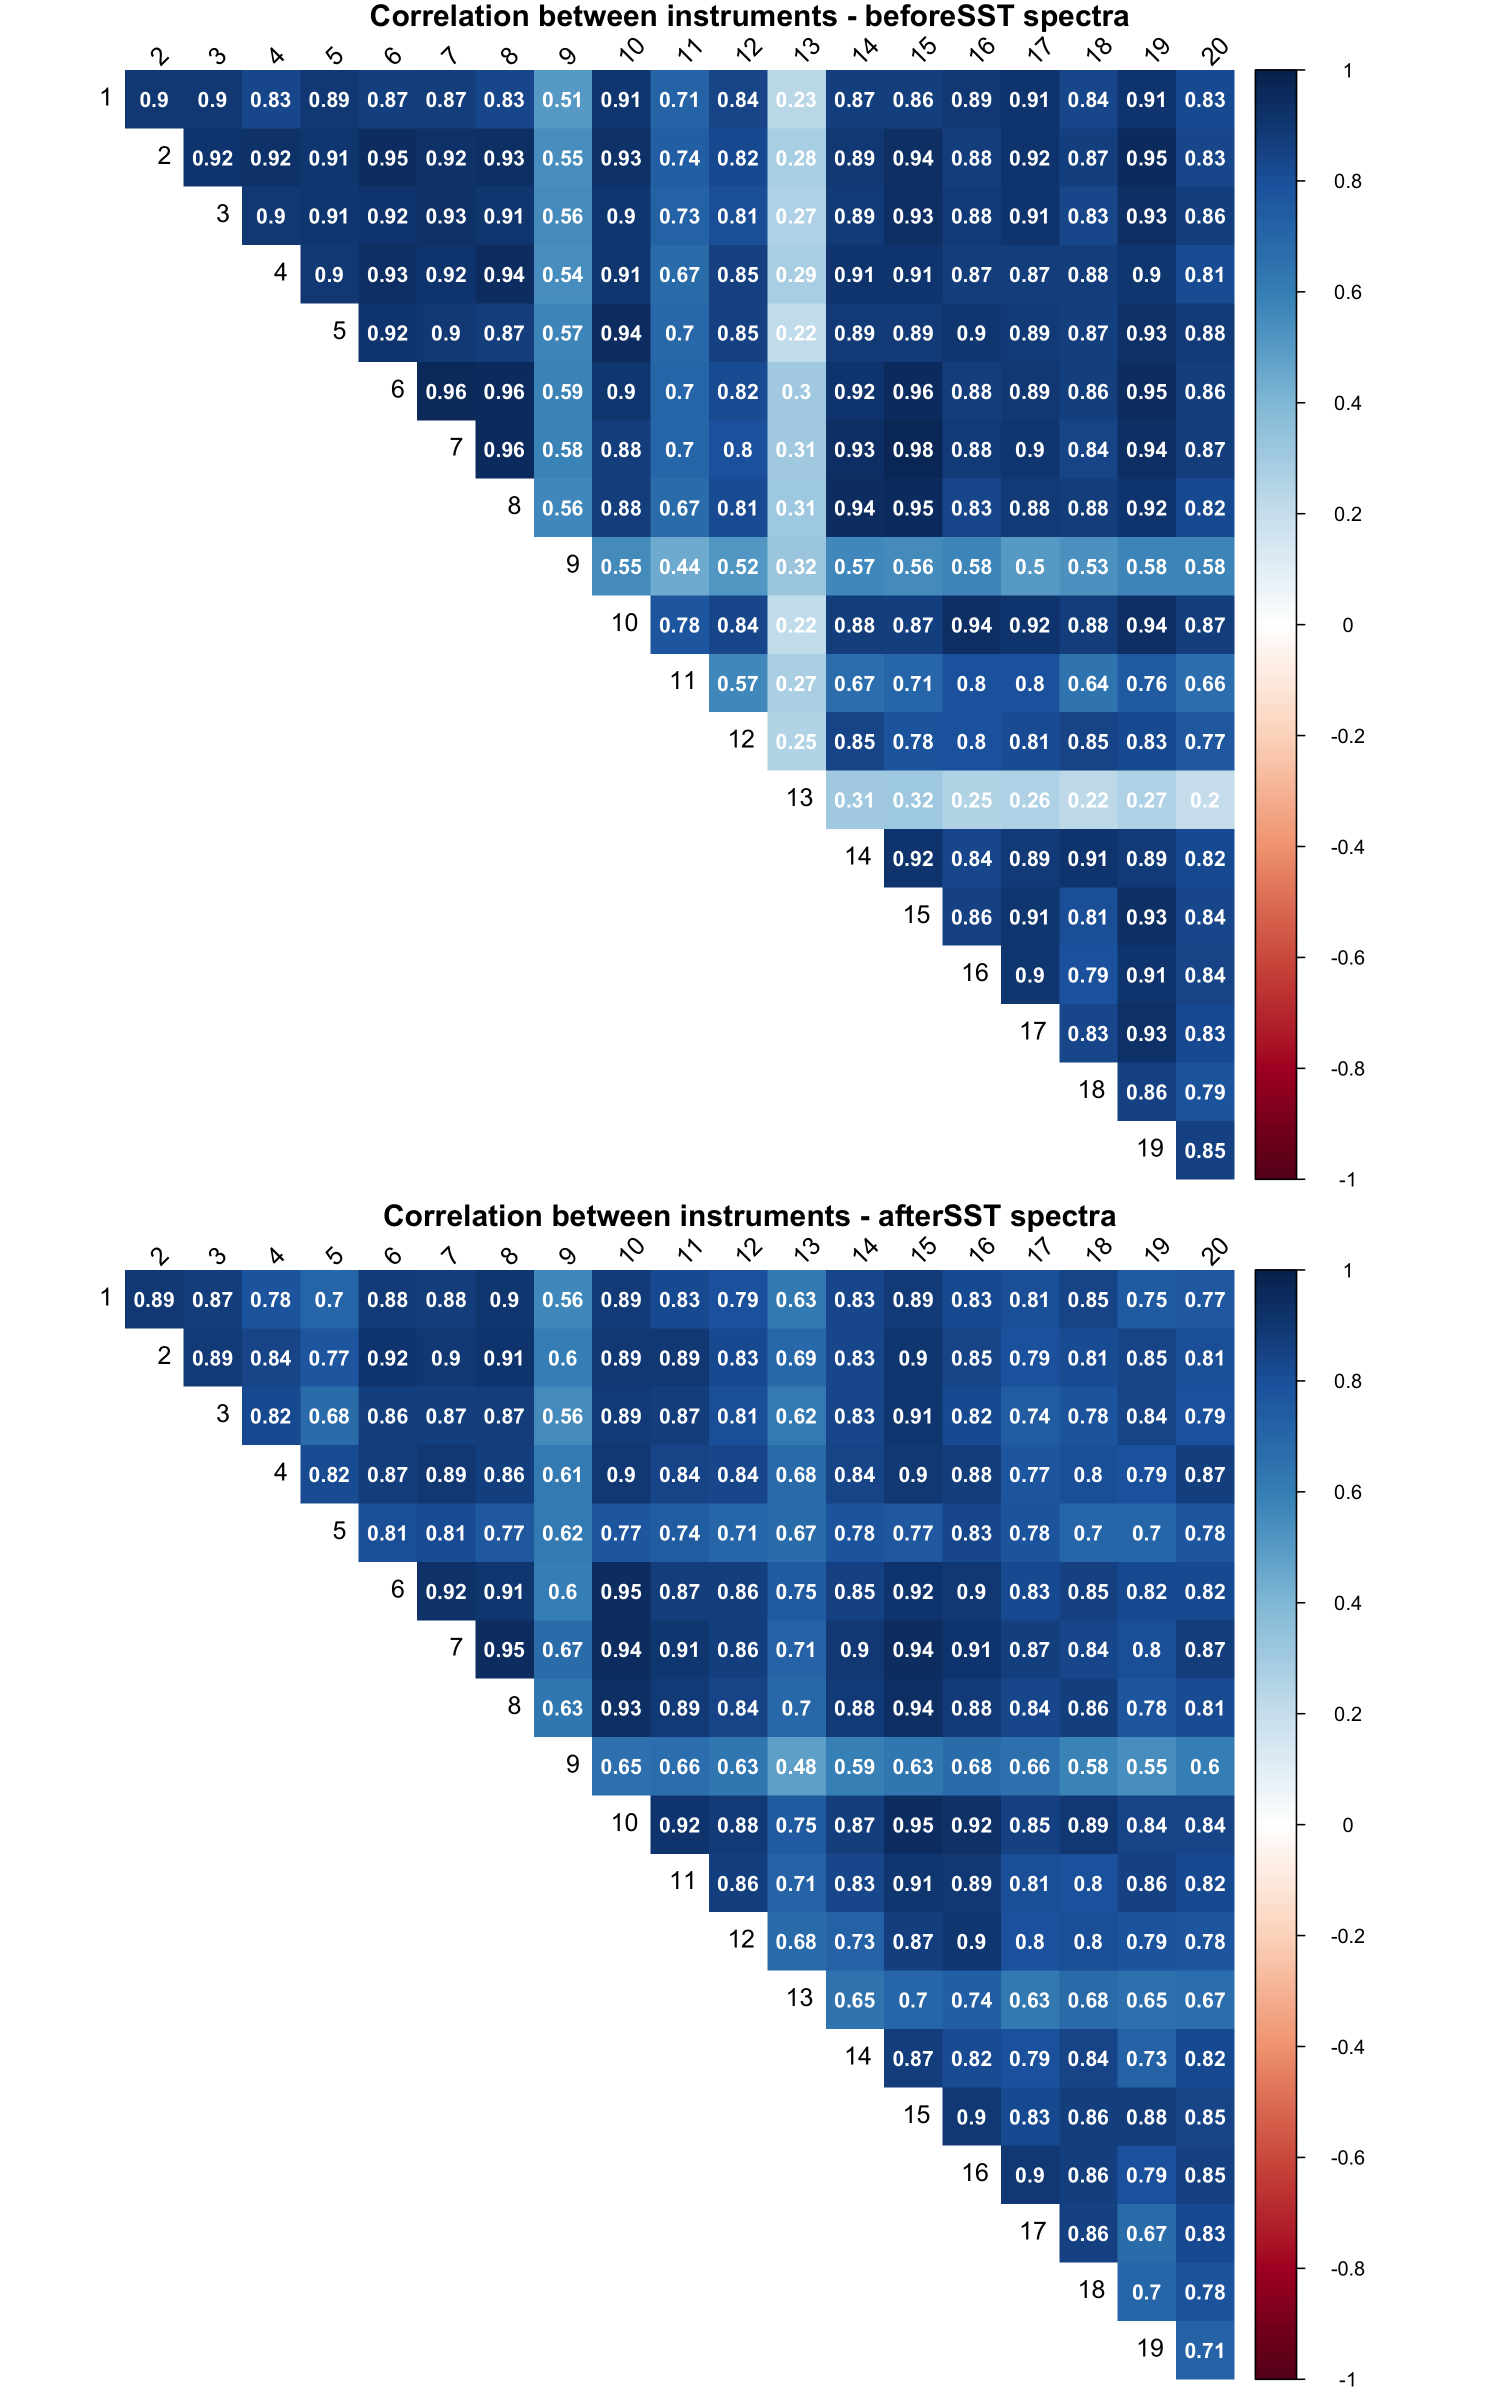 Correlation between instruments - beforeSST spectra
2 3 4 5 6 7 8 9 10 11 12 13 14 15 16 17 18 19 20
1 0.9 0.9 0.83 0.89 0.87 0.87 0.83 0.51 0.91 0.71 0.84 0.23 0.87 0.86 0.89 0.91 0.84 0.91 0.83
2 0.92 0.92 0.91 0.95 0.92 0.93 0.55 0.93 0.74 0.82 0.28 0.89 0.94 0.88 0.92 0.87 0.95 0.83
3 0.9 0.91 0.92 0.93 0.91 0.56 0.9 0.73 0.81 0.27 0.89 0.93 0.88 0.91 0.83 0.93 0.86
4 0.9 0.93 0.92 0.94 0.54 0.91 0.67 0.85 0.29 0.91 0.91 0.87 0.87 0.88 0.9 0.81
5 0.92 0.9 0.87 0.57 0.94 0.7 0.85 0.22 0.89 0.89 0.9 0.89 0.87 0.93 0.88
6 0.96 0.96 0.59 0.9 0.7 0.82 0.3 0.92 0.96 0.88 0.89 0.86 0.95 0.86
7 0.96 0.58 0.88 0.7 0.8 0.31 0.93 0.98 0.88 0.9 0.84 0.94 0.87
8 0.56 0.88 0.67 0.81 0.31 0.94 0.95 0.83 0.88 0.88 0.92 0.82
9 0.55 0.44 0.52 0.32 0.57 0.56 0.58 0.5 0.53 0.58 0.58
10 0.78 0.84 0.22 0.88 0.87 0.94 0.92 0.88 0.94 0.87
11 0.57 0.27 0.67 0.71 0.8 0.8 0.64 0.76 0.66
12 0.25 0.85 0.78 0.8 0.81 0.85 0.83 0.77
13 0.31 0.32 0.25 0.26 0.22 0.27 0.2
14 0.92 0.84 0.89 0.91 0.89 0.82
15 0.86 0.91 0.81 0.93 0.84
16 0.9 0.79 0.91 0.84
17 0.83 0.93 0.83
18 0.86 0.79
19 0.85
1
0.8
0.6
0.4
0.2
0
-0.2
-0.4
-0.6
-0.8
-1
Correlation between instruments - afterSST spectra
2 3 4 5 6 7 8 9 10 11 12 13 14 15 16 17 18 19 20
1 0.89 0.87 0.78 0.7 0.88 0.88 0.9 0.56 0.89 0.83 0.79 0.63 0.83 0.89 0.83 0.81 0.85 0.75 0.77
2 0.89 0.84 0.77 0.92 0.9 0.91 0.6 0.89 0.89 0.83 0.69 0.83 0.9 0.85 0.79 0.81 0.85 0.81
3 0.82 0.68 0.86 0.87 0.87 0.56 0.89 0.87 0.81 0.62 0.83 0.91 0.82 0.74 0.78 0.84 0.79
4 0.82 0.87 0.89 0.86 0.61 0.9 0.84 0.84 0.68 0.84 0.9 0.88 0.77 0.8 0.79 0.87
5 0.81 0.81 0.77 0.62 0.77 0.74 0.71 0.67 0.78 0.77 0.83 0.78 0.7 0.7 0.78
6 0.92 0.91 0.6 0.95 0.87 0.86 0.75 0.85 0.92 0.9 0.83 0.85 0.82 0.82
7 0.95 0.67 0.94 0.91 0.86 0.71 0.9 0.94 0.91 0.87 0.84 0.8 0.87
8 0.63 0.93 0.89 0.84 0.7 0.88 0.94 0.88 0.84 0.86 0.78 0.81
9 0.65 0.66 0.63 0.48 0.59 0.63 0.68 0.66 0.58 0.55 0.6
10 0.92 0.88 0.75 0.87 0.95 0.92 0.85 0.89 0.84 0.84
11 0.86 0.71 0.83 0.91 0.89 0.81 0.8 0.86 0.82
12 0.68 0.73 0.87 0.9 0.8 0.8 0.79 0.78
13 0.65 0.7 0.74 0.63 0.68 0.65 0.67
14 0.87 0.82 0.79 0.84 0.73 0.82
15 0.9 0.83 0.86 0.88 0.85
16 0.9 0.86 0.79 0.85
17 0.86 0.67 0.83
18 0.7 0.78
19 0.71
1
0.8
0.6
0.4
0.2
0
-0.2
-0.4
-0.6
-0.8
-1